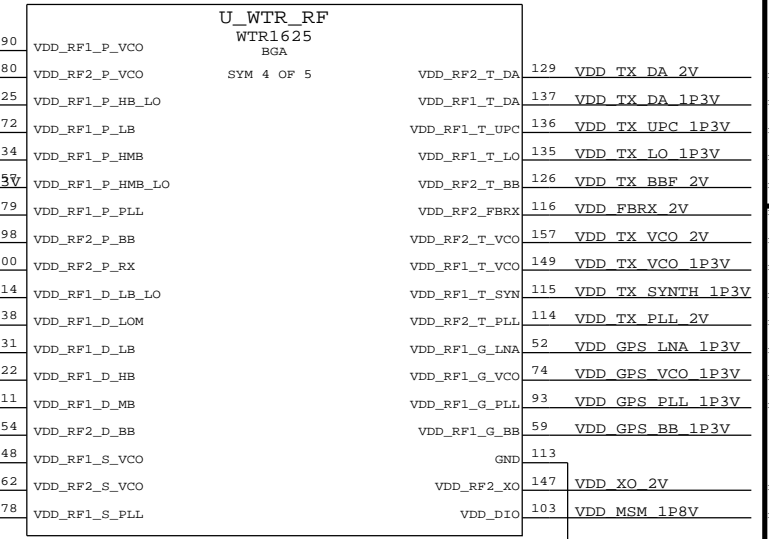 U_WTR_RF
WTR1625
BGA
SYM 4 OF 5
90 VDD_RF1_P_VCO
80 VDD_RF2_P_VCO
25 VDD_RF1_P_HB_LO
72 VDD_RF1_P_LB
34 VDD_RF1_P_HMB
VDD_RF1_P_HMB_LO
79 VDD_RF1_P_PLL
98 VDD_RF2_P_BB
00 VDD_RF2_P_RX
14 VDD_RF1_D_LB_LO
38 VDD_RF1_D_LOM
31 VDD_RF1_D_LB
22 VDD_RF1_D_HB
11 VDD_RF1_D_MB
54 VDD_RF2_D_BB
48 VDD_RF1_S_VCO
62 VDD_RF2_S_VCO
78 VDD_RF1_S_PLL
VDD_RF2_T_DA 129 VDD_TX_DA_2V
VDD_RF1_T_DA 137 VDD_TX_DA_1P3V
VDD_RF1_T_UPC 136 VDD_TX_UPC_1P3V
VDD_RF1_T_LO 135 VDD_TX_LO_1P3V
VDD_RF2_T_BB 126 VDD_TX_BBF_2V
VDD_RF2_FBRX 116 VDD_FBRX_2V
VDD_RF2_T_VCO 157 VDD_TX_VCO_2V
VDD_RF1_T_VCO 149 VDD_TX_VCO_1P3V
VDD_RF1_T_SYN 115 VDD_TX_SYNTH_1P3V
VDD_RF2_T_PLL 114 VDD_TX_PLL_2V
VDD_RF1_G_LNA 52 VDD_GPS_LNA_1P3V
VDD_RF1_G_VCO 74 VDD_GPS_VCO_1P3V
VDD_RF1_G_PLL 93 VDD_GPS_PLL_1P3V
VDD_RF1_G_BB 59 VDD_GPS_BB_1P3V
GND 113
VDD_RF2_XO 147 VDD_XO_2V
VDD_DIO 103 VDD_MSM_1P8V